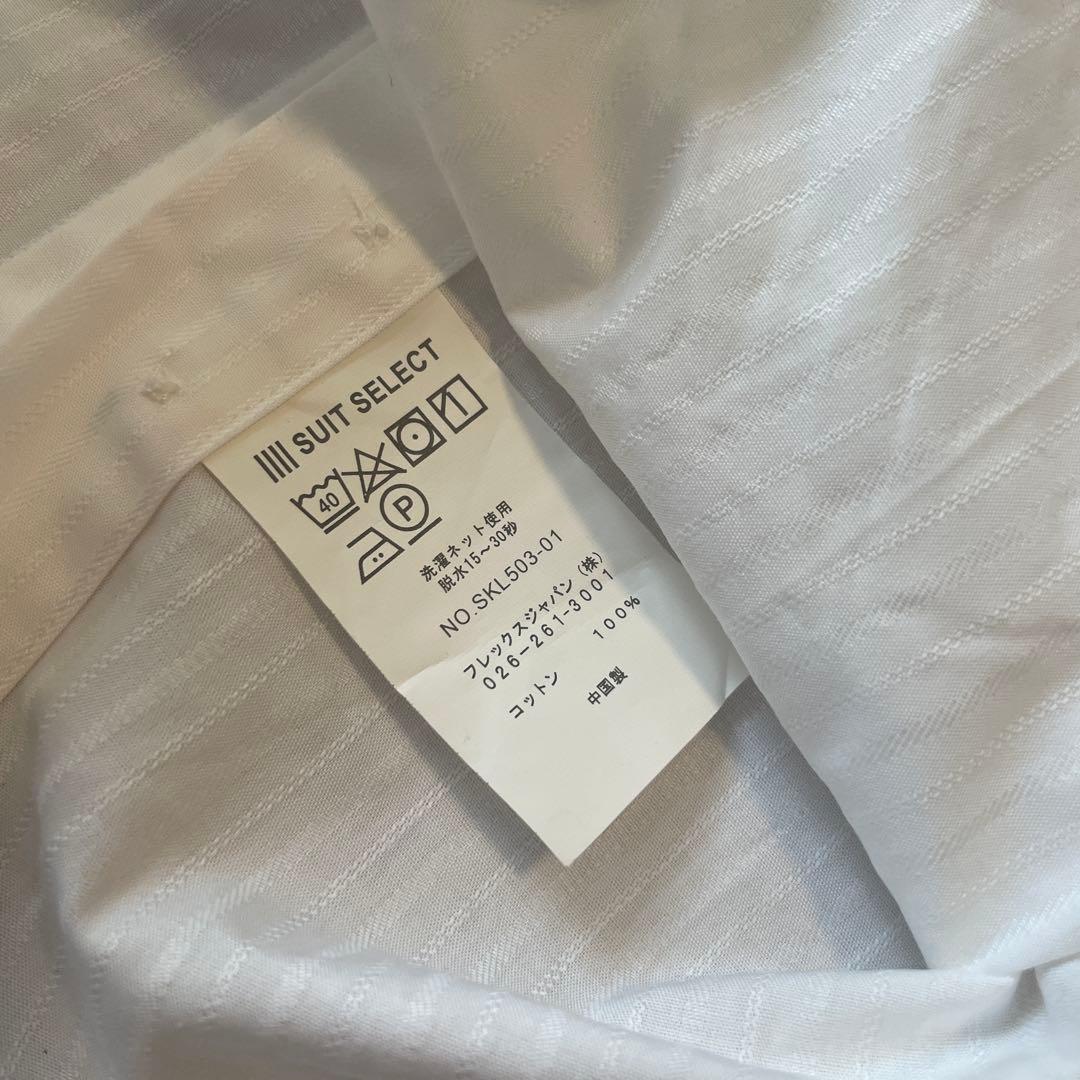 SUIT SELECT
40
P
洗濯ネット使用
脱水15～30秒
NO.SKL503-01
フレックスジャパン（株）
026-261-3001
コットン 100%
中国製